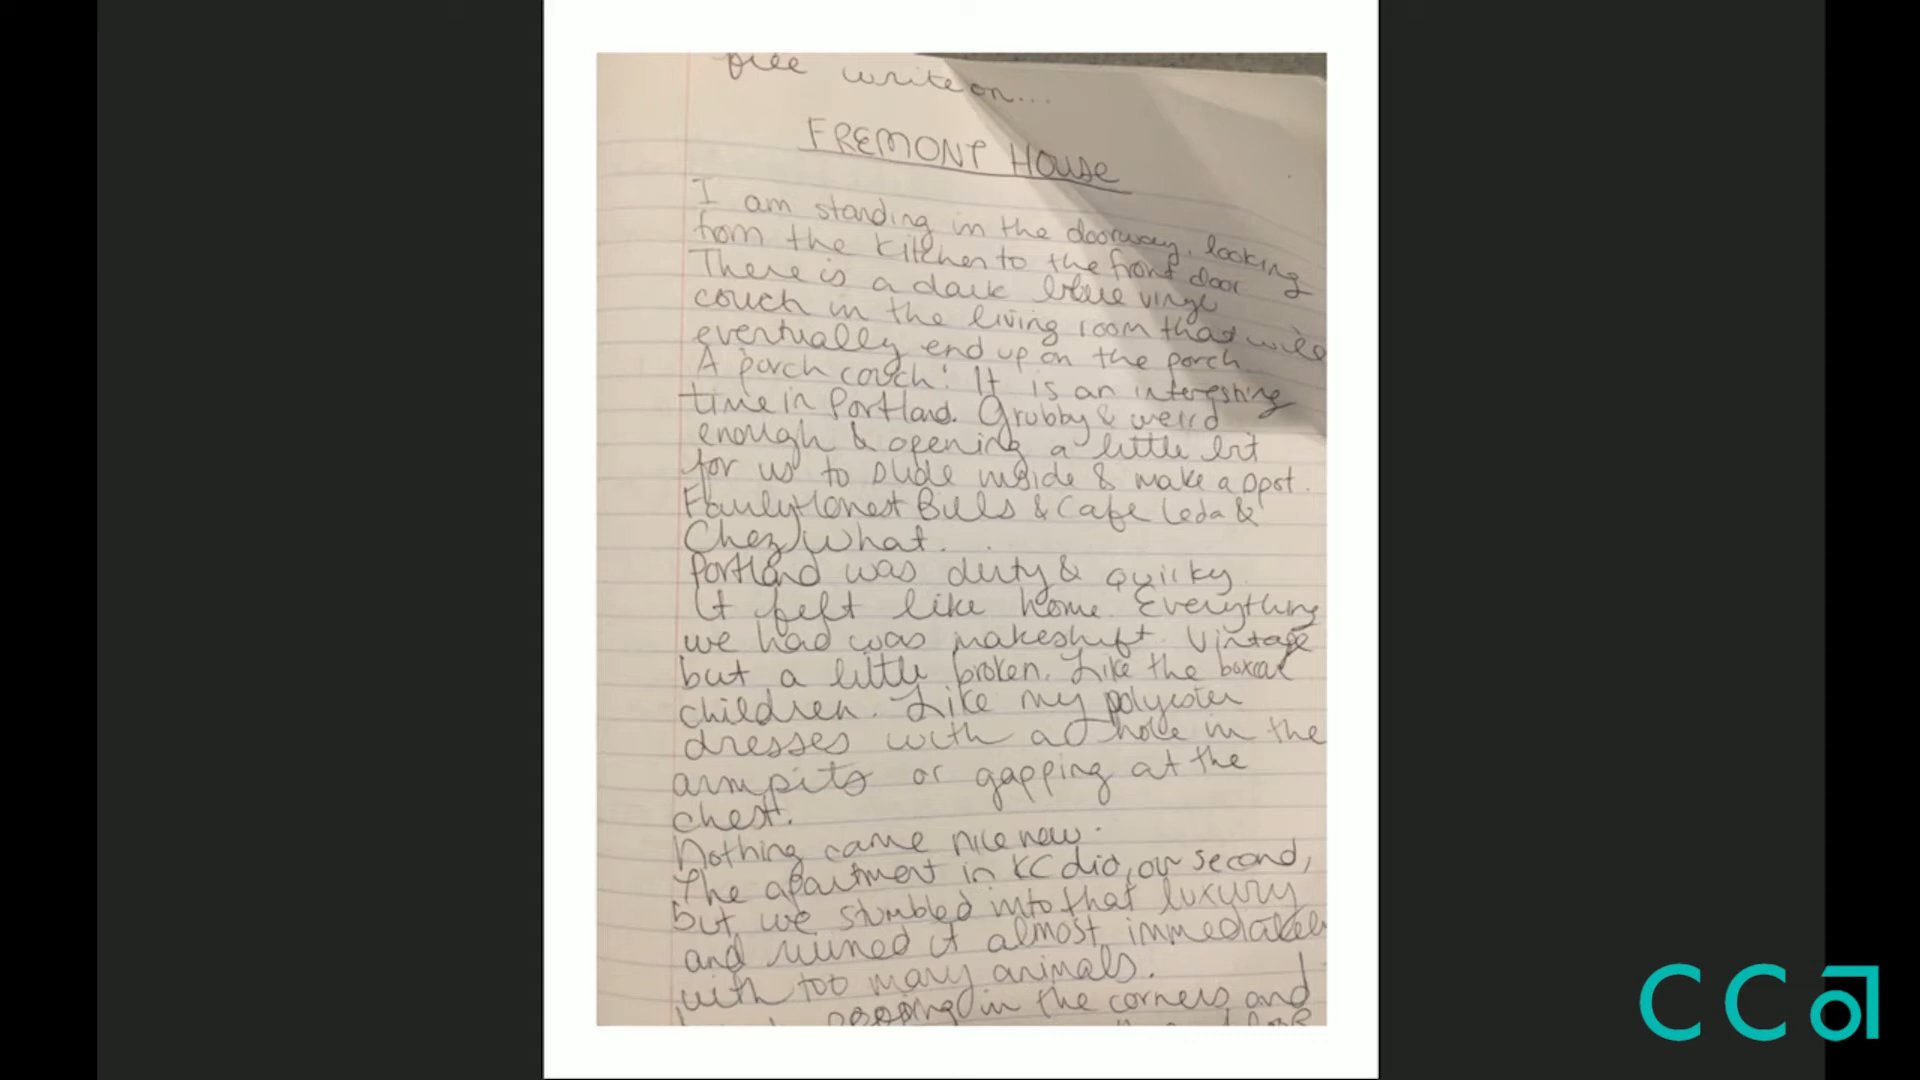 free write on...
FREMONT HOUSE
I am standing in the doorway, looking
from the kitchen to the front door
There is a dark blue vinyl
couch in the living room that will
eventually end up on the porch.
A porch couch! It is an interesting
time in Portland. Grubby & weird
enough & opening a little bit
for us to slide inside & make a spot.
Honest Bills & Cafe Leda &
Chez What.
Portland was dirty & quirky
It felt like home. Everything
we had was makeshift. Vintage
but a little broken. Like the boxcar
children. Like my polyester
dresses with a hole in the
armpits or gapping at the
chest.
Nothing came nice new.
The apartment in KC did, our second,
but we stumbled into that luxury
and ruined it almost immediately
with too many animals.
in the corners and
CCa